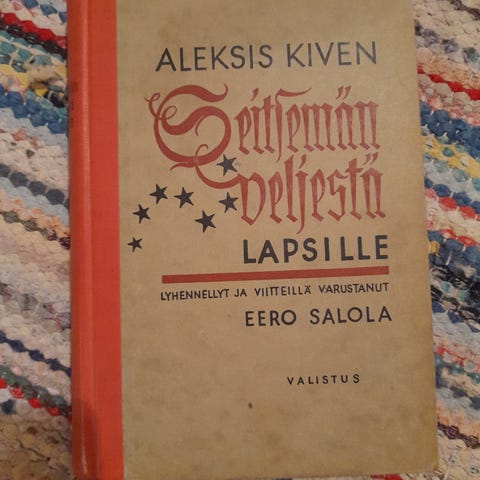 ALEKSIS KIVEN
Seitsemän
veljestä
LAPSILLE
LYHENNELLYT JA VIITTEILLÄ VARUSTANUT
EERO SALOLA
VALISTUS